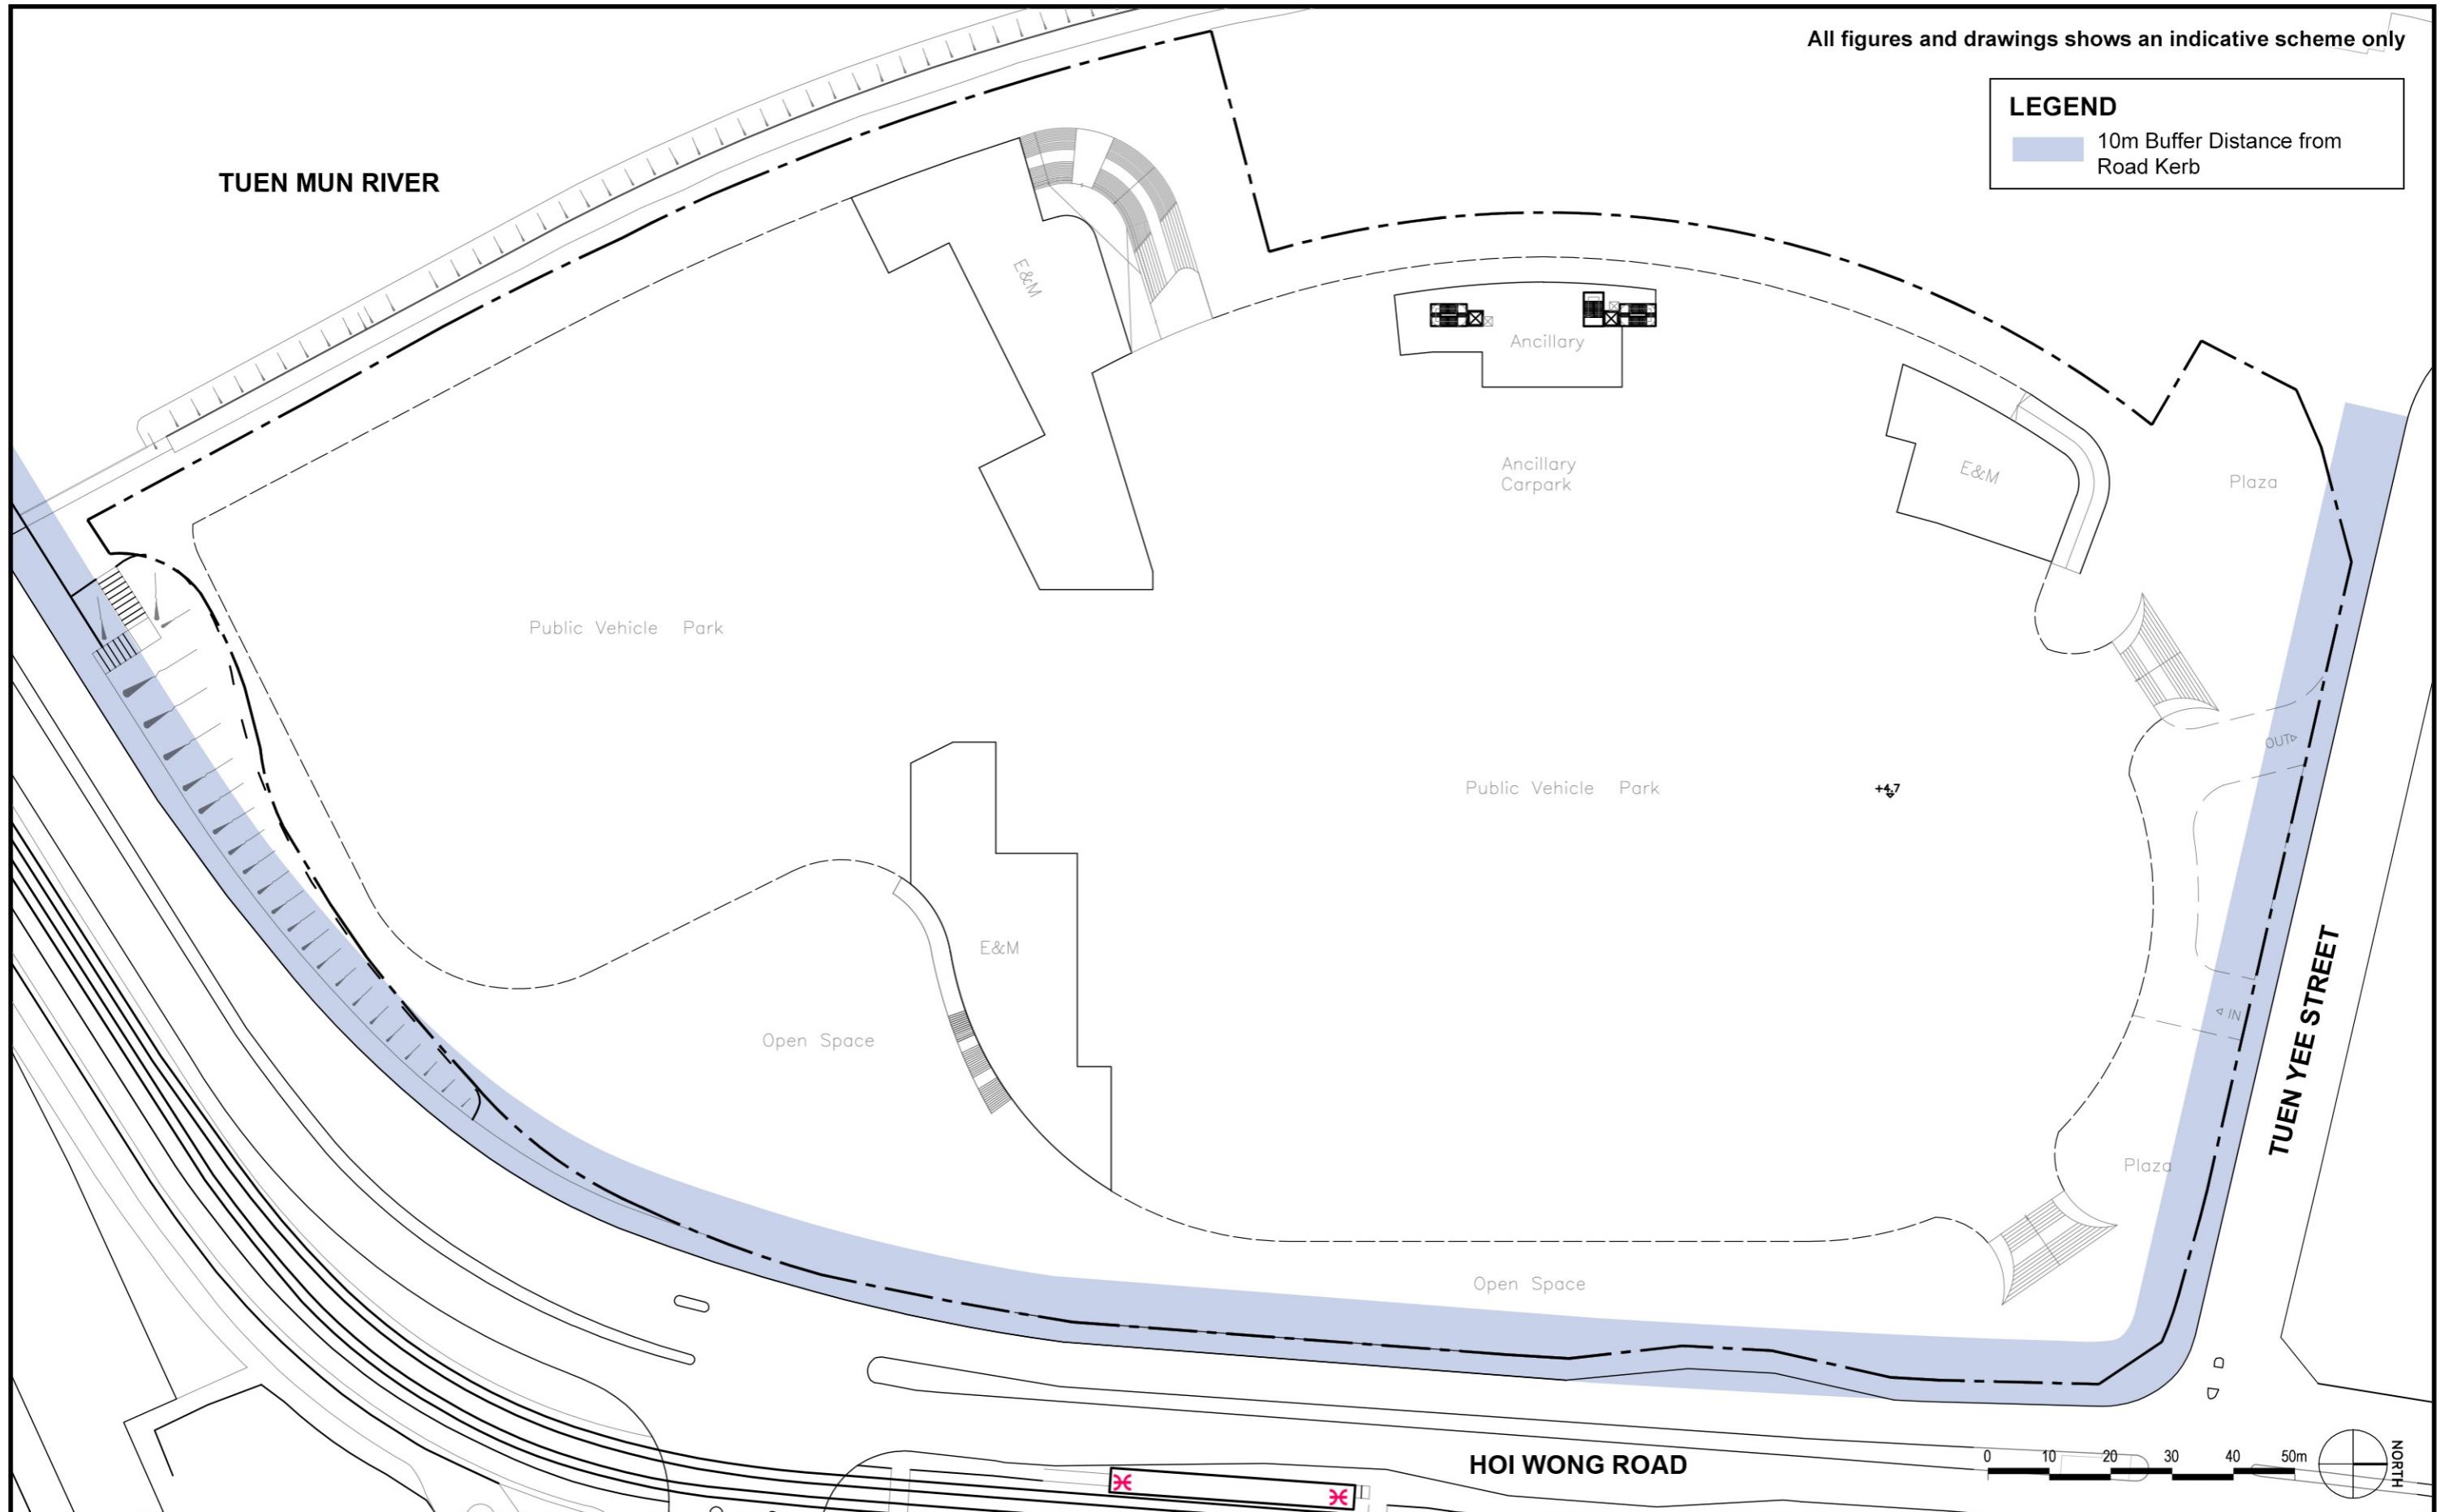 All figures and drawings shows an indicative scheme only
LEGEND
10m Buffer Distance from
Road Kerb
TUEN MUN RIVER
E&M
Ancillary
Ancillary
Carpark
E&M
Plaza
Public Vehicle Park
OUT
Public Vehicle Park
+4.7
E&M
IN
Open Space
TUEN YEE STREET
Plaza
Open Space
HOI WONG ROAD
0 10 20 30 40 50m
NORTH